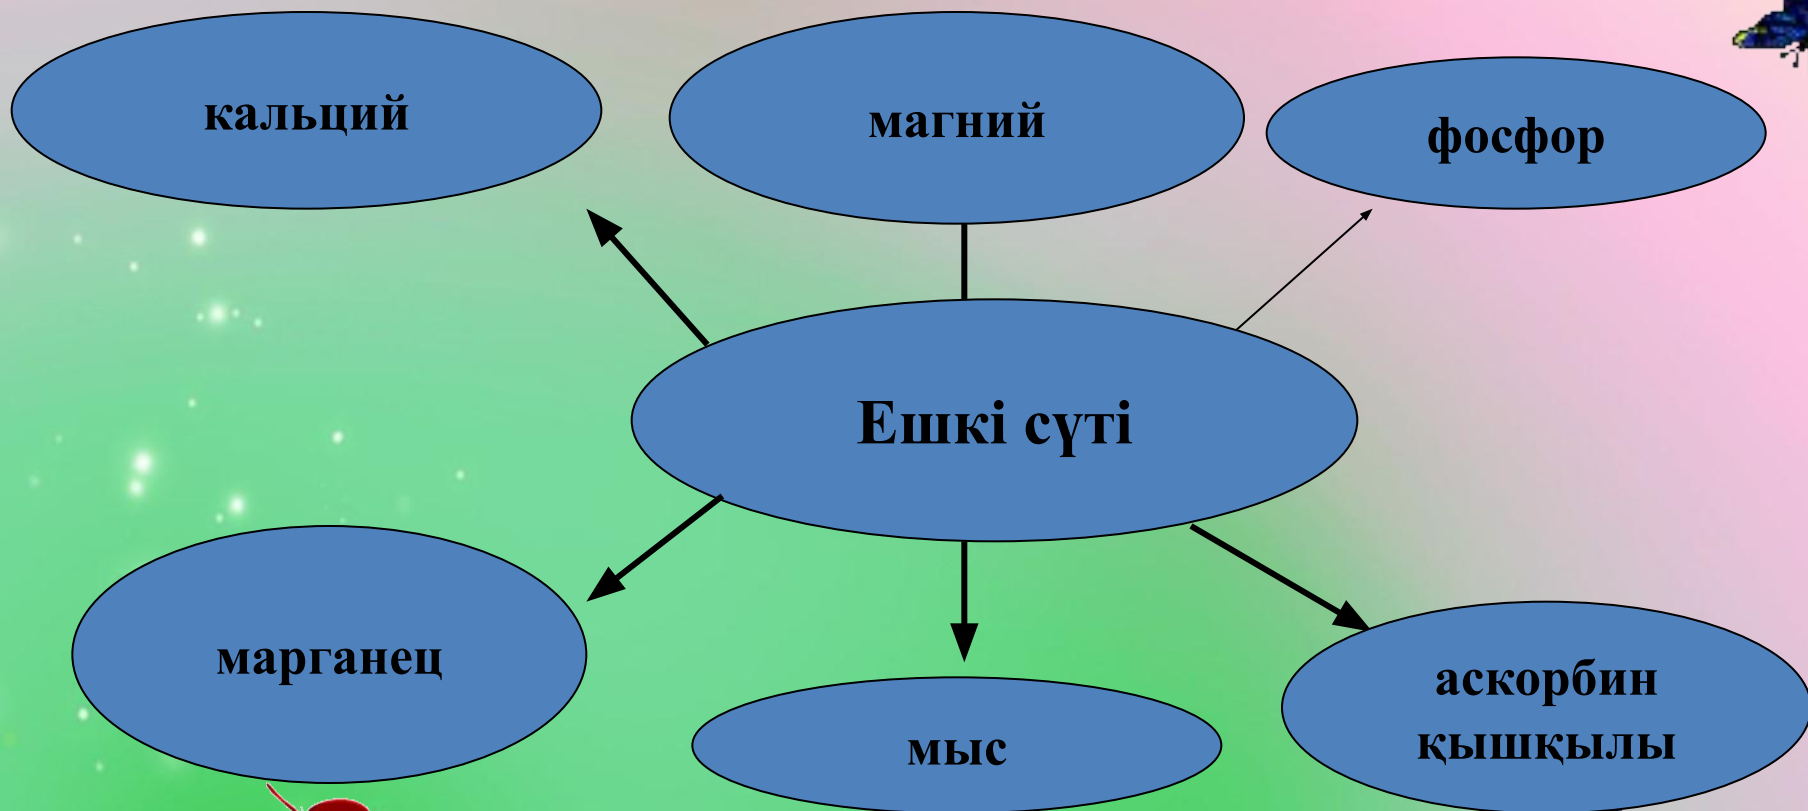 кальций
магний
фосфор
Ешкі сүті
марганец
мыс
аскорбин
қышқылы